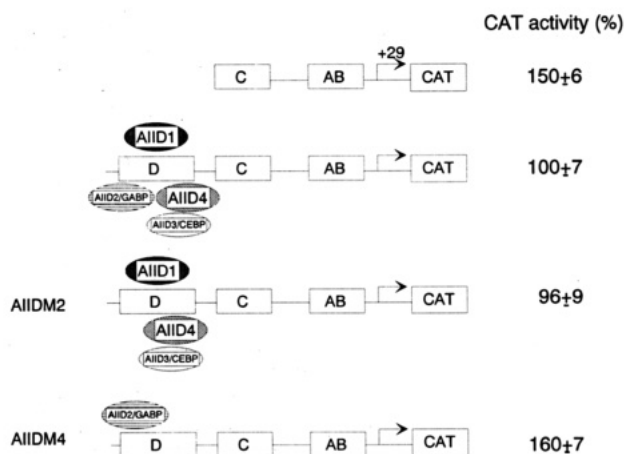 CAT activity (%)
+29
C AB CAT 150±6
AIID1
D C AB CAT 100±7
AIID2/GABP AIID4
AIID3/CEBP
AIID1
AIIDM2 D C AB CAT 96±9
AIID4
AIID3/CEBP
AIID2/GABP
AIIDM4 D C AB CAT 160±7